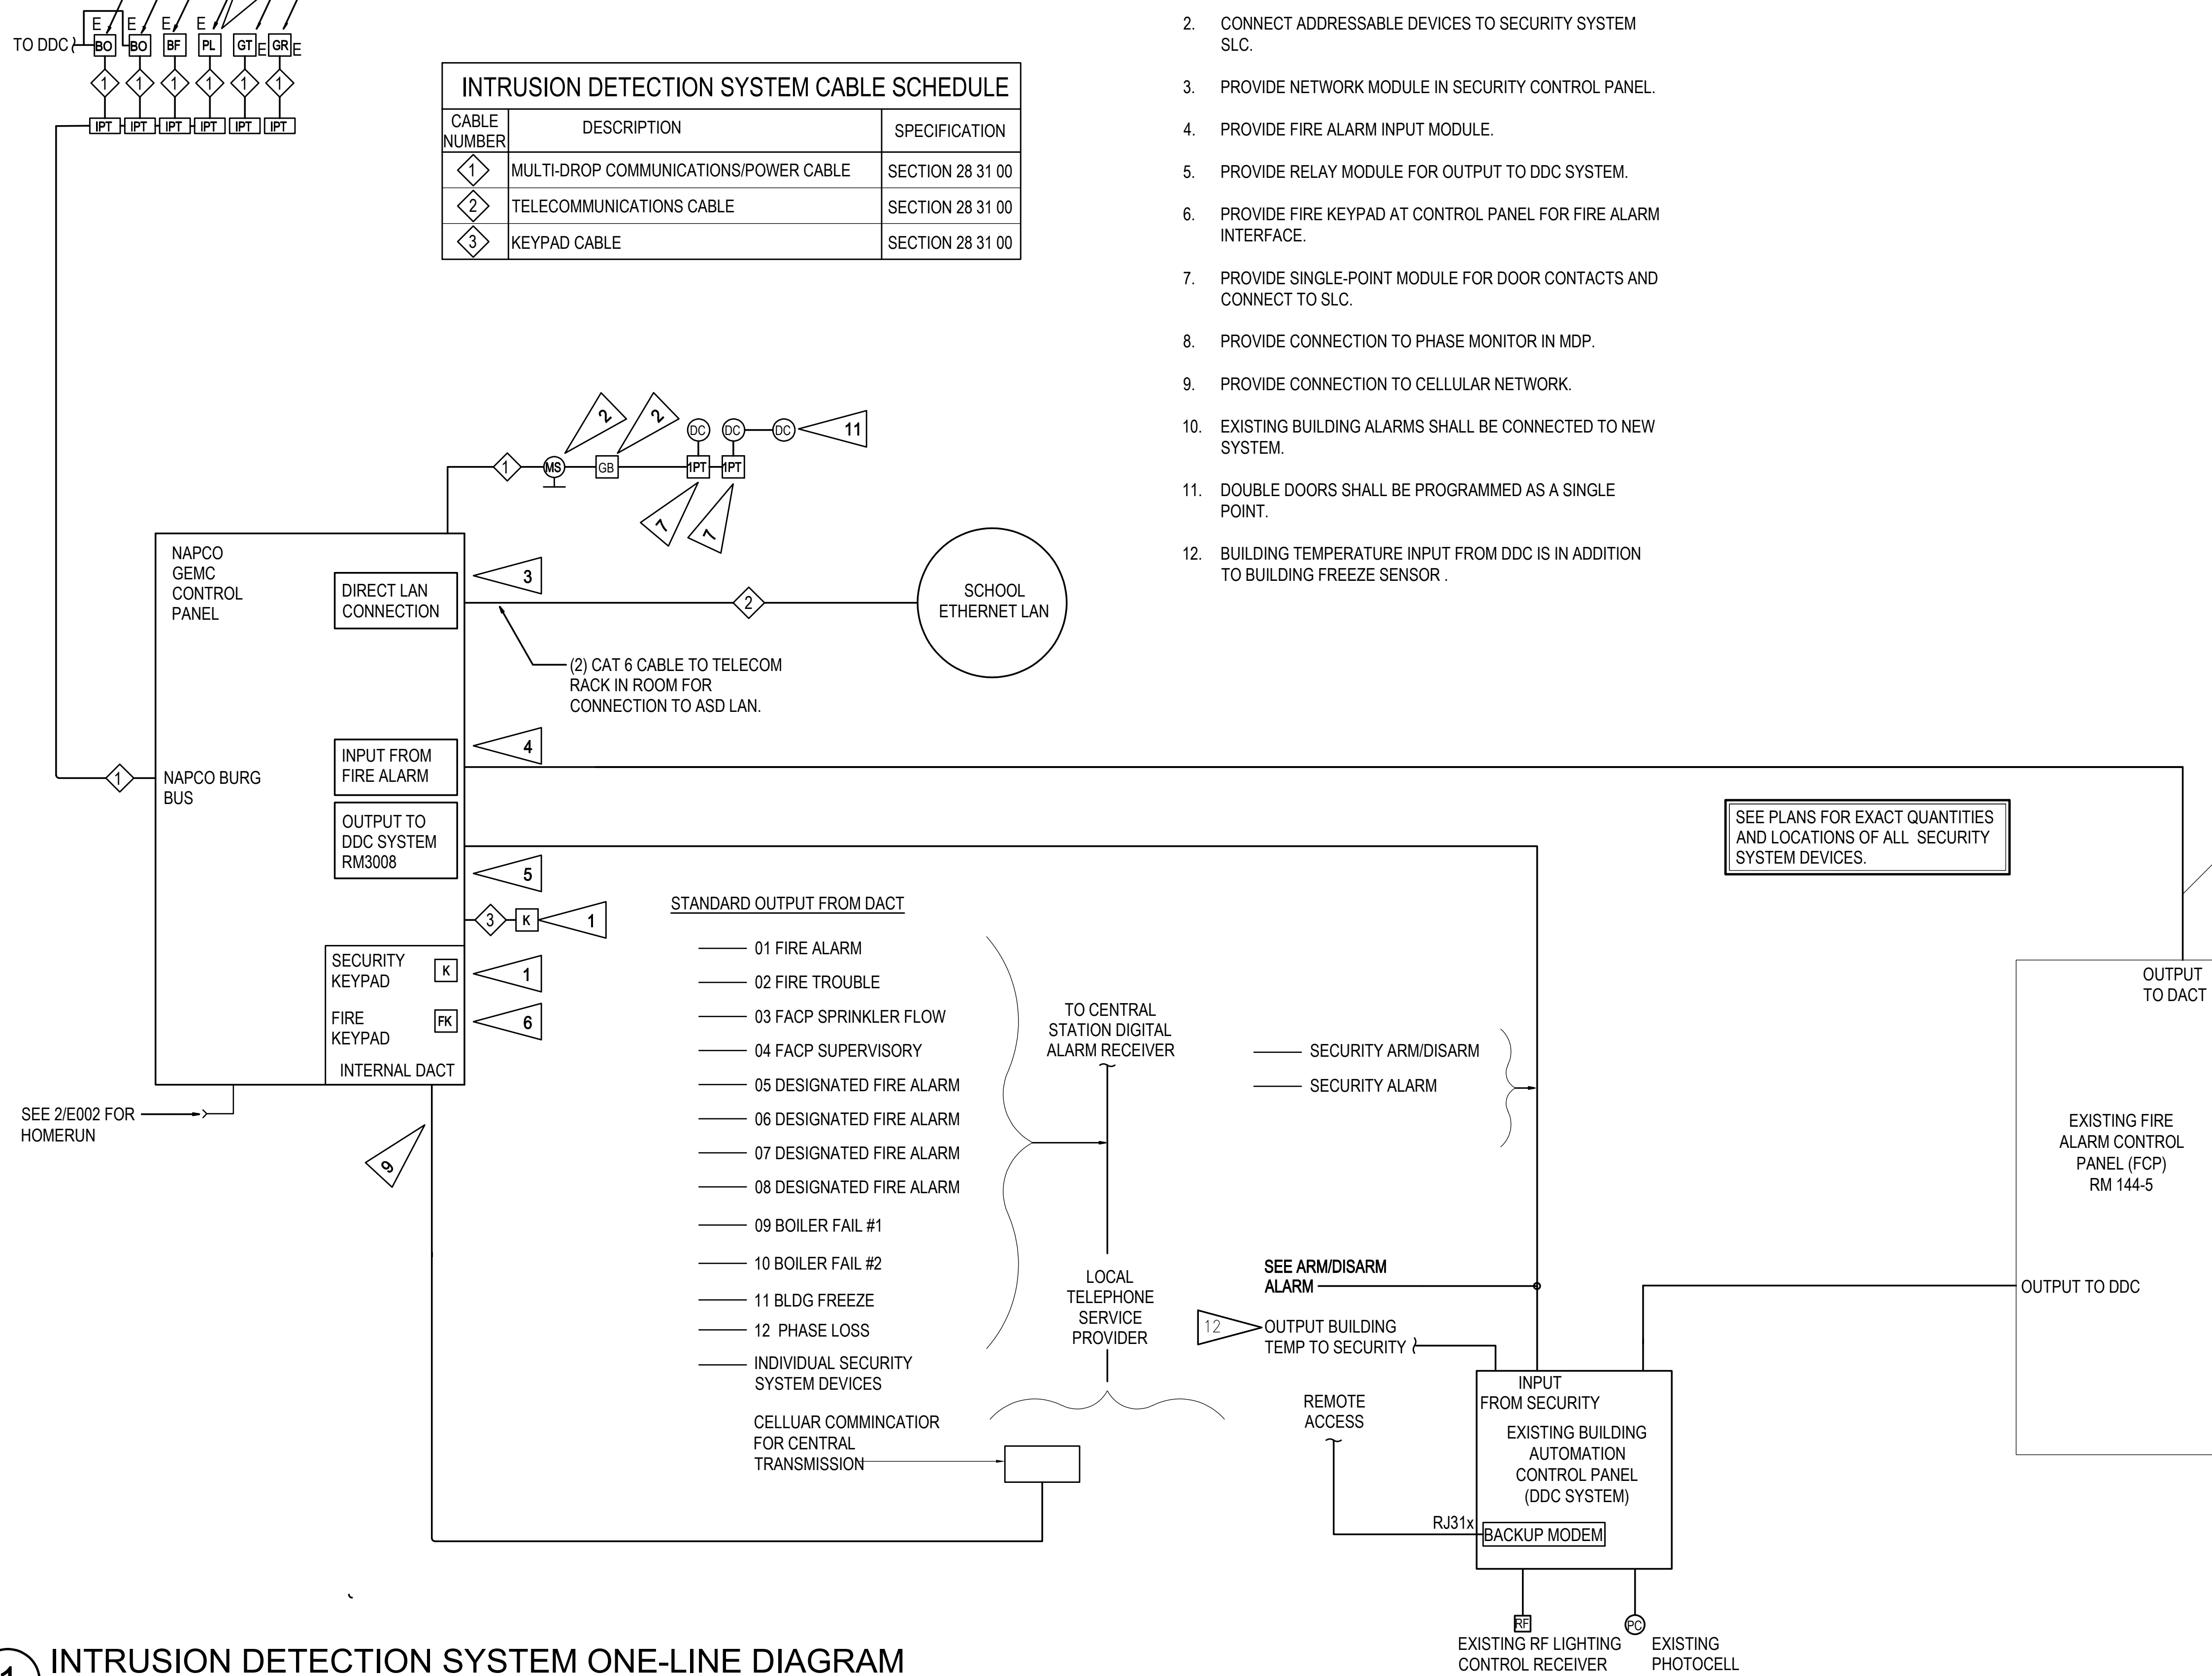 E E E E
TO DDC BO BO BF PL GT E GR E
1 1 1 1 1 1
IPT IPT IPT IPT IPT IPT
INTRUSION DETECTION SYSTEM CABLE SCHEDULE
CABLE NUMBER DESCRIPTION SPECIFICATION
1 MULTI-DROP COMMUNICATIONS/POWER CABLE SECTION 28 31 00
2 TELECOMMUNICATIONS CABLE SECTION 28 31 00
3 KEYPAD CABLE SECTION 28 31 00
2. CONNECT ADDRESSABLE DEVICES TO SECURITY SYSTEM
SLC.
3. PROVIDE NETWORK MODULE IN SECURITY CONTROL PANEL.
4. PROVIDE FIRE ALARM INPUT MODULE.
5. PROVIDE RELAY MODULE FOR OUTPUT TO DDC SYSTEM.
6. PROVIDE FIRE KEYPAD AT CONTROL PANEL FOR FIRE ALARM
INTERFACE.
7. PROVIDE SINGLE-POINT MODULE FOR DOOR CONTACTS AND
CONNECT TO SLC.
8. PROVIDE CONNECTION TO PHASE MONITOR IN MDP.
9. PROVIDE CONNECTION TO CELLULAR NETWORK.
10. EXISTING BUILDING ALARMS SHALL BE CONNECTED TO NEW
SYSTEM.
11. DOUBLE DOORS SHALL BE PROGRAMMED AS A SINGLE
POINT.
12. BUILDING TEMPERATURE INPUT FROM DDC IS IN ADDITION
TO BUILDING FREEZE SENSOR .
2 2
DC DC DC 11
1 MS GB 1PT 1PT
7 7
NAPCO
GEMC
CONTROL
PANEL
DIRECT LAN
CONNECTION
3
2
SCHOOL
ETHERNET LAN
(2) CAT 6 CABLE TO TELECOM
RACK IN ROOM FOR
CONNECTION TO ASD LAN.
1
NAPCO BURG
BUS
INPUT FROM
FIRE ALARM
4
OUTPUT TO
DDC SYSTEM
RM3008
5
3 K 1
SECURITY
KEYPAD
K 1
FIRE
KEYPAD
FK 6
INTERNAL DACT
SEE 2/E002 FOR
HOMERUN
9
SEE PLANS FOR EXACT QUANTITIES
AND LOCATIONS OF ALL SECURITY
SYSTEM DEVICES.
STANDARD OUTPUT FROM DACT
01 FIRE ALARM
02 FIRE TROUBLE
03 FACP SPRINKLER FLOW
04 FACP SUPERVISORY
05 DESIGNATED FIRE ALARM
06 DESIGNATED FIRE ALARM
07 DESIGNATED FIRE ALARM
08 DESIGNATED FIRE ALARM
09 BOILER FAIL #1
10 BOILER FAIL #2
11 BLDG FREEZE
12 PHASE LOSS
INDIVIDUAL SECURITY
SYSTEM DEVICES
CELLUAR COMMINCATIOR
FOR CENTRAL
TRANSMISSION
TO CENTRAL
STATION DIGITAL
ALARM RECEIVER
LOCAL
TELEPHONE
SERVICE
PROVIDER
SECURITY ARM/DISARM
SECURITY ALARM
SEE ARM/DISARM
ALARM
12
OUTPUT BUILDING
TEMP TO SECURITY
REMOTE
ACCESS
INPUT
FROM SECURITY
EXISTING BUILDING
AUTOMATION
CONTROL PANEL
(DDC SYSTEM)
RJ31x
BACKUP MODEM
RF
EXISTING RF LIGHTING
CONTROL RECEIVER
PC
EXISTING
PHOTOCELL
OUTPUT
TO DACT
EXISTING FIRE
ALARM CONTROL
PANEL (FCP)
RM 144-5
OUTPUT TO DDC
1 INTRUSION DETECTION SYSTEM ONE-LINE DIAGRAM